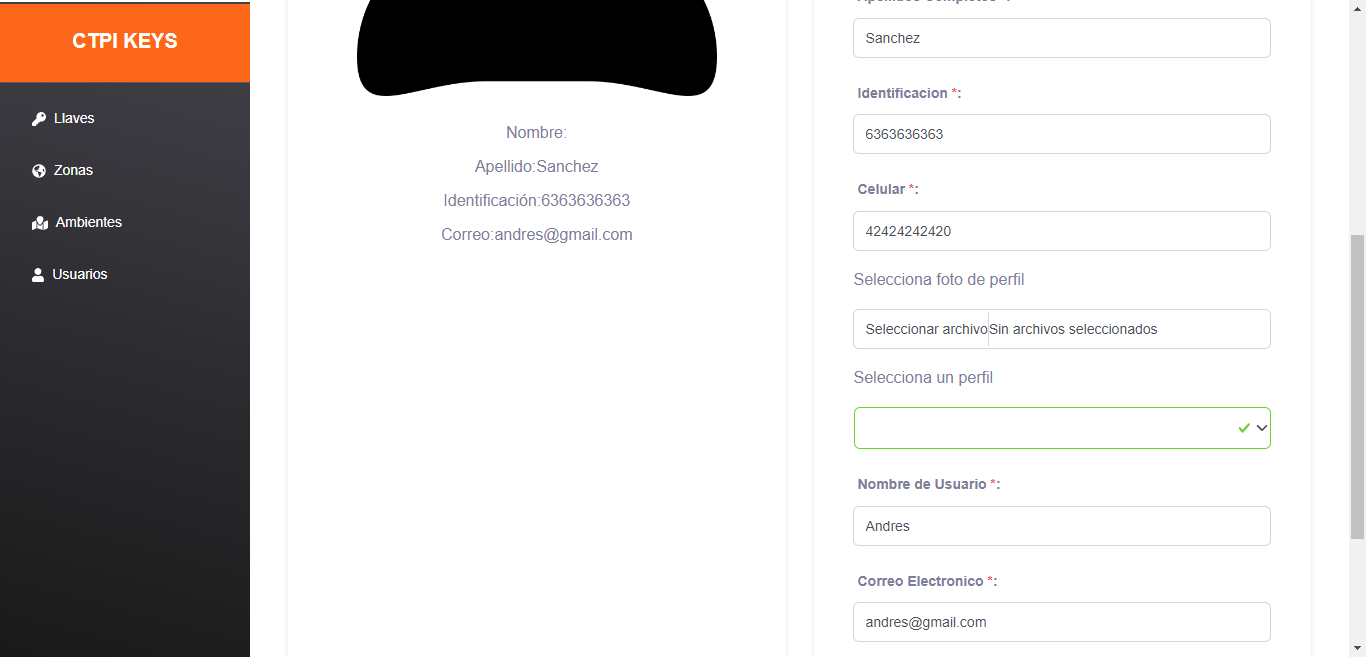 CTPI KEYS
Llaves
Zonas
Ambientes
Usuarios
Nombre:
Apellido:Sanchez
Identificación:6363636363
Correo:andres@gmail.com
Sanchez
Identificacion *:
6363636363
Celular *:
42424242420
Selecciona foto de perfil
Seleccionar archivo Sin archivos seleccionados
Selecciona un perfil
Nombre de Usuario *:
Andres
Correo Electronico *:
andres@gmail.com